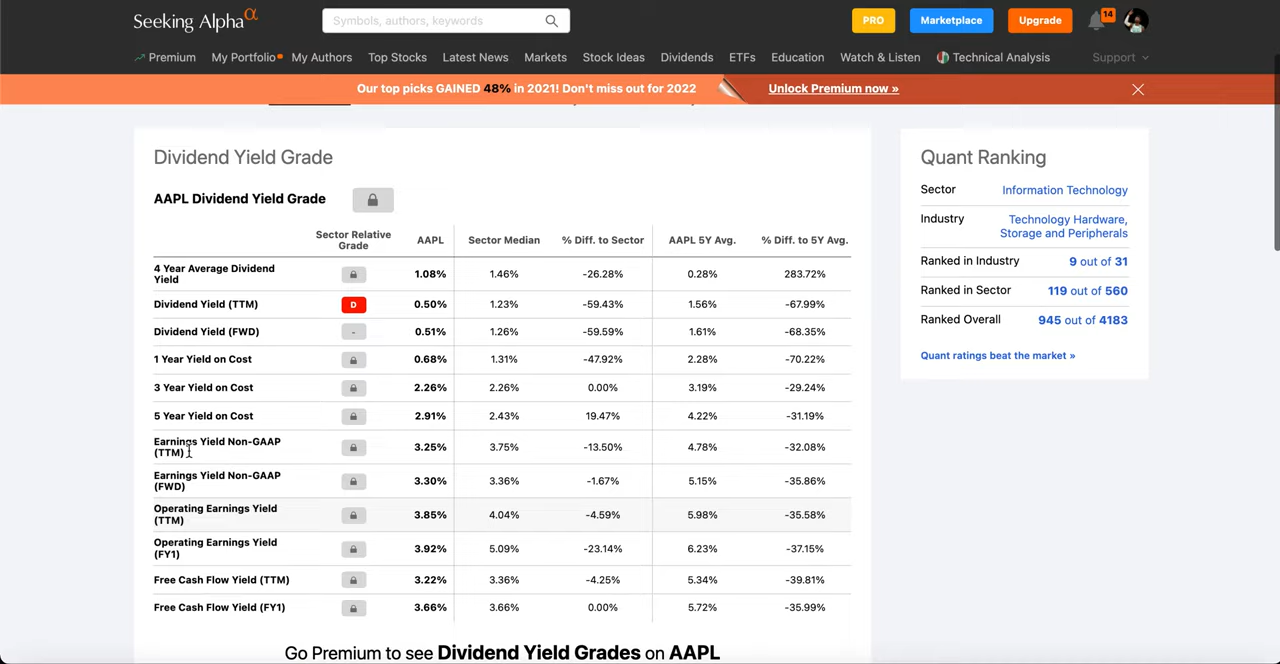 Seeking Alpha α
Symbols, authors, keywords
PRO
Marketplace
Upgrade
14
Premium My Portfolio My Authors Top Stocks Latest News Markets Stock Ideas Dividends ETFs Education Watch & Listen Technical Analysis Support
Our top picks GAINED 48% in 2021! Don't miss out for 2022 Unlock Premium now »
Dividend Yield Grade
AAPL Dividend Yield Grade
Sector Relative
Grade
AAPL Sector Median % Diff. to Sector AAPL 5Y Avg. % Diff. to 5Y Avg.
4 Year Average Dividend
Yield
1.08% 1.46% -26.28% 0.28% 283.72%
Dividend Yield (TTM) D 0.50% 1.23% -59.43% 1.56% -67.99%
Dividend Yield (FWD) - 0.51% 1.26% -59.59% 1.61% -68.35%
1 Year Yield on Cost 0.68% 1.31% -47.92% 2.28% -70.22%
3 Year Yield on Cost 2.26% 2.26% 0.00% 3.19% -29.24%
5 Year Yield on Cost 2.91% 2.43% 19.47% 4.22% -31.19%
Earnings Yield Non-GAAP
(TTM)
3.25% 3.75% -13.50% 4.78% -32.08%
Earnings Yield Non-GAAP
(FWD)
3.30% 3.36% -1.67% 5.15% -35.86%
Operating Earnings Yield
(TTM)
3.85% 4.04% -4.59% 5.98% -35.58%
Operating Earnings Yield
(FY1)
3.92% 5.09% -23.14% 6.23% -37.15%
Free Cash Flow Yield (TTM) 3.22% 3.36% -4.25% 5.34% -39.81%
Free Cash Flow Yield (FY1) 3.66% 3.66% 0.00% 5.72% -35.99%
Go Premium to see Dividend Yield Grades on AAPL
Quant Ranking
Sector Information Technology
Industry Technology Hardware,
Storage and Peripherals
Ranked in Industry 9 out of 31
Ranked in Sector 119 out of 560
Ranked Overall 945 out of 4183
Quant ratings beat the market »